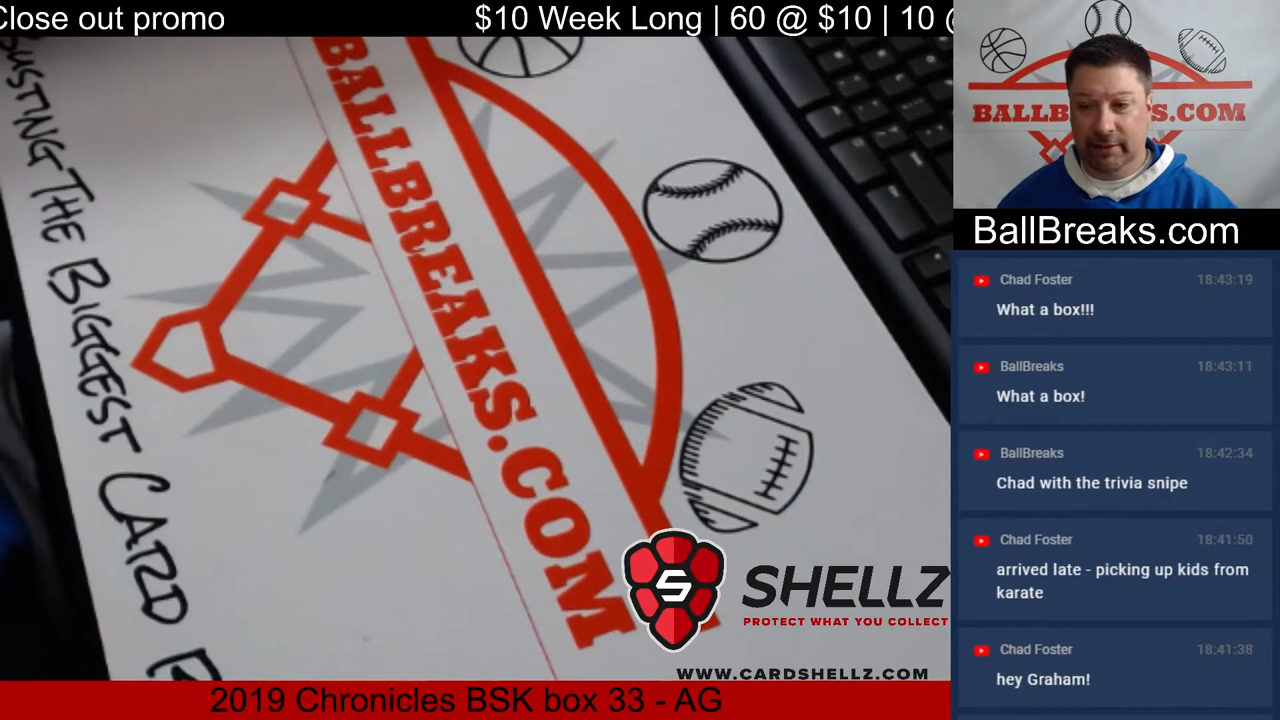 Close out promo
$10 Week Long | 60 @ $10 | 10
BALLBREAKS.COM
THE BIGGEST CARD
BALLBREAKS.COM
SHELLZ
PROTECT WHAT YOU COLLECT
WWW.CARDSHELLZ.COM
BallBreaks.com
Chad Foster 18:43:19
What a box!!!
BallBreaks 18:43:11
What a box!
BallBreaks 18:42:34
Chad with the trivia snipe
Chad Foster 18:41:50
arrived late - picking up kids from
karate
Chad Foster 18:41:38
hey Graham!
2019 Chronicles BSK box 33 - AG